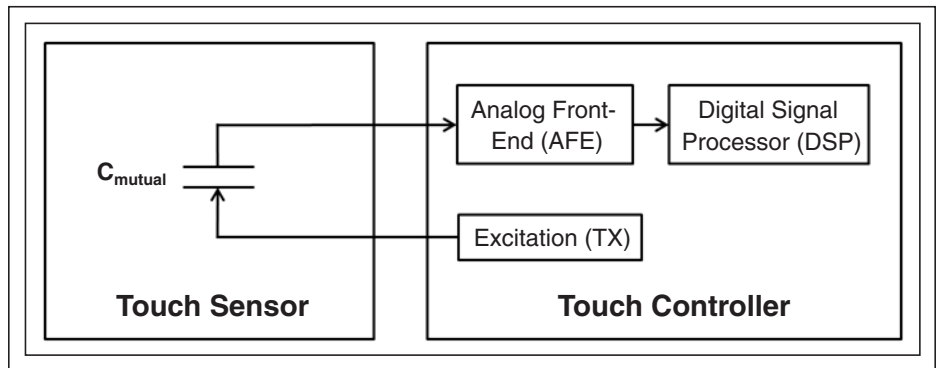 Analog Front-
End (AFE)
Digital Signal
Processor (DSP)
Cmutual
Excitation (TX)
Touch Sensor
Touch Controller